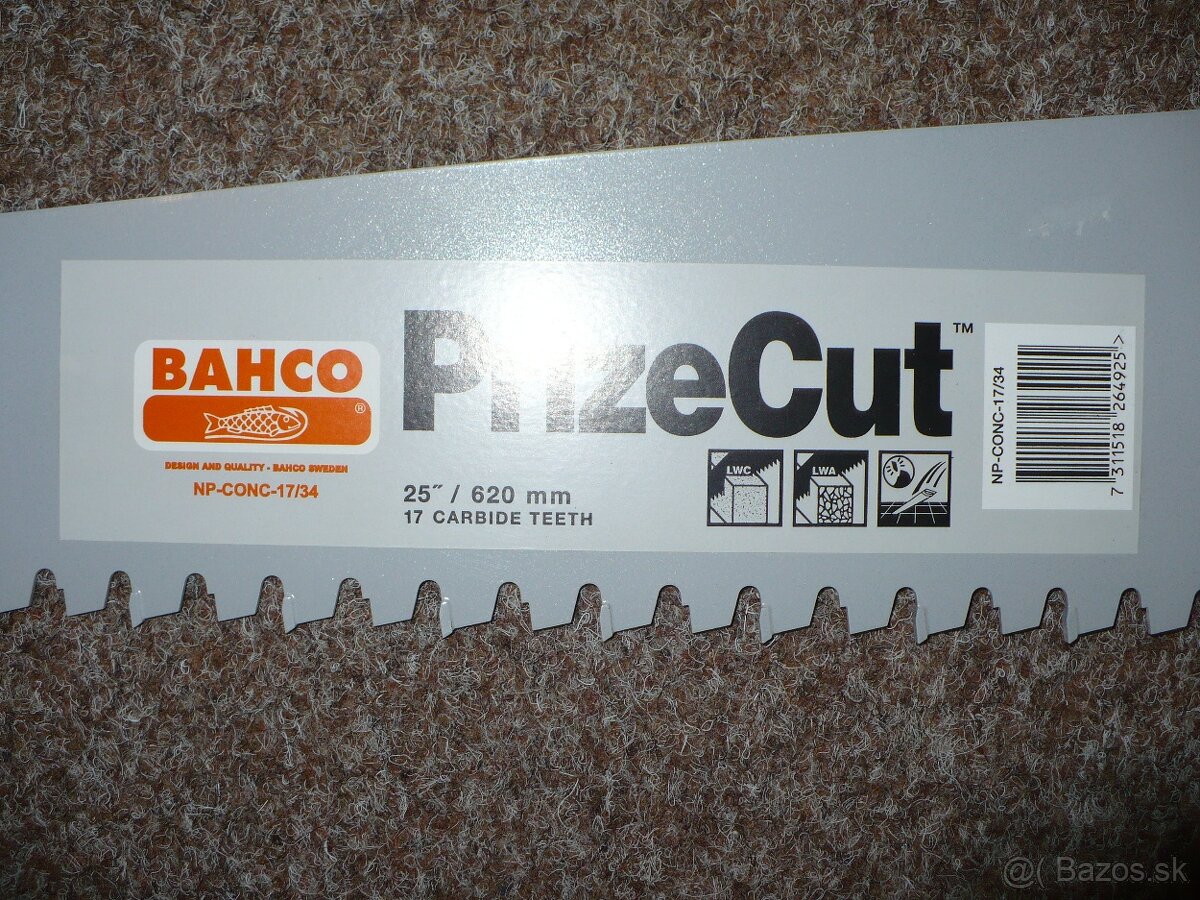 BAHCO
®
DESIGN AND QUALITY - BAHCO SWEDEN
NP-CONC-17/34
PrizeCut™
25″ / 620 mm
17 CARBIDE TEETH
LWC
LWA
NP-CONC-17/34
7 311518 264925 >
@( Bazos.sk